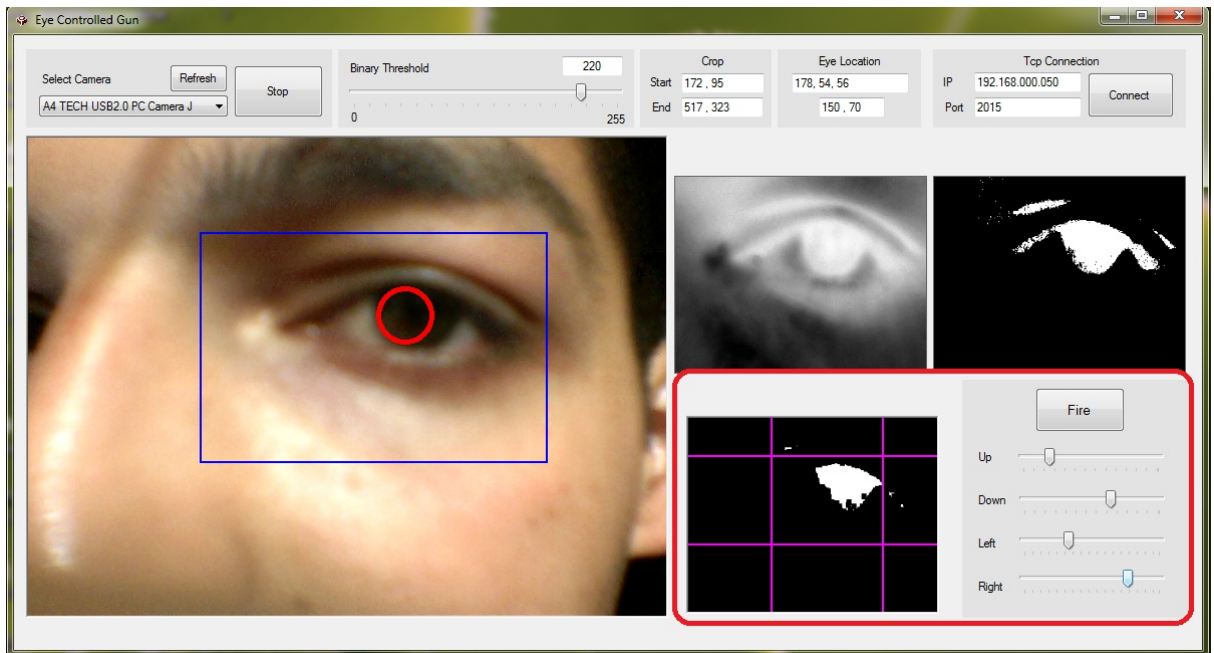 Eye Controlled Gun
Select Camera
Refresh
Stop
A4 TECH USB2.0 PC Camera J
Binary Threshold
220
0
255
Crop
Start 172 , 95
End 517 , 323
Eye Location
178, 54, 56
150 , 70
Tcp Connection
IP 192.168.000.050
Port 2015
Connect
Fire
Up
Down
Left
Right